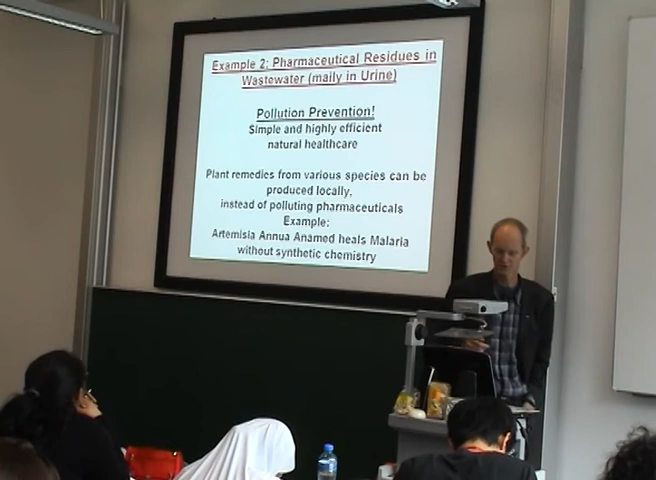 Example 2: Pharmaceutical Residues in
Wastewater (maily in Urine)
Pollution Prevention!
Simple and highly efficient
natural healthcare
Plant remedies from various species can be
produced locally,
instead of polluting pharmaceuticals
Example:
Artemisia Annua Anamed heals Malaria
without synthetic chemistry